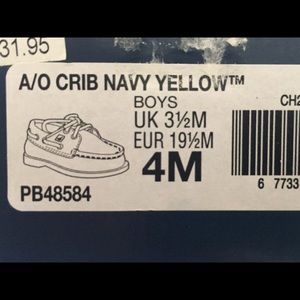 31.95
A/O CRIB NAVY YELLOW™
BOYS
CH2
UK 3½M
EUR 19½M
4M
PB48584
6 7733